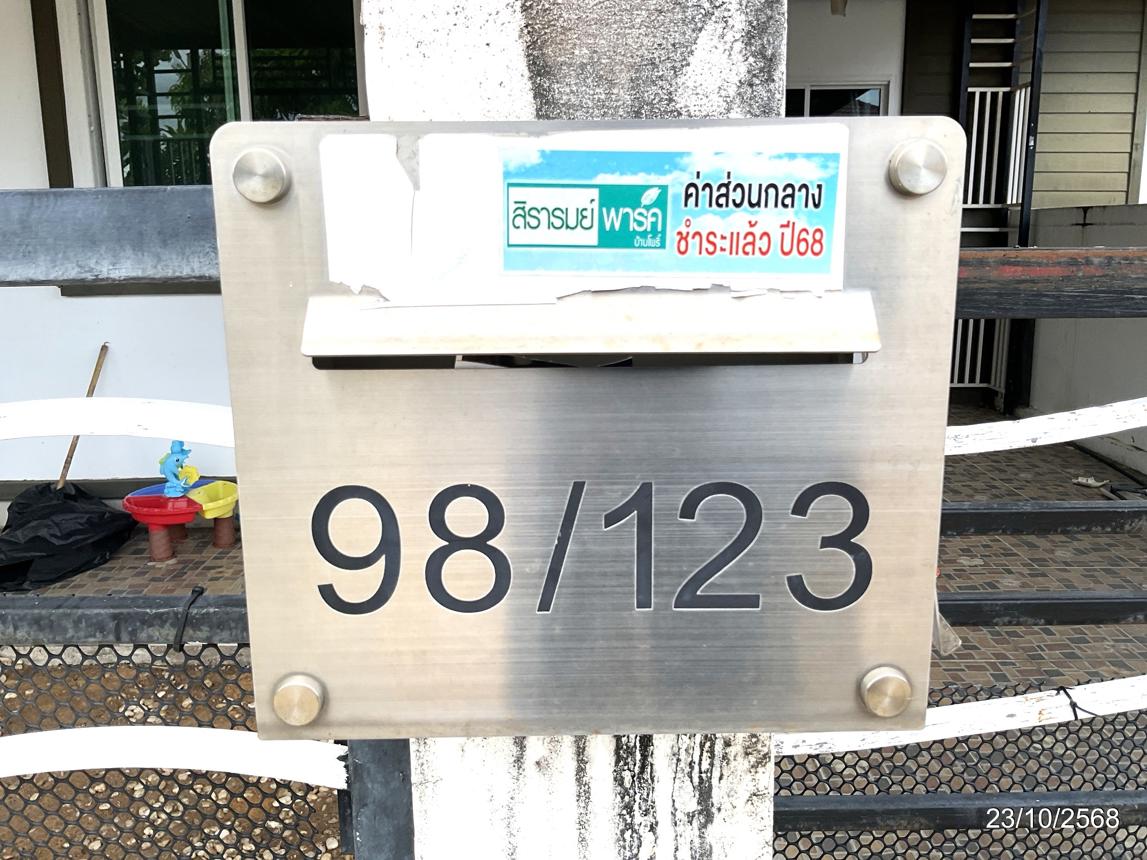 สิรารมย์ พาร์ค
บ้านโพธิ์
ค่าส่วนกลาง
ชำระแล้ว ปี68
98/123
23/10/2568